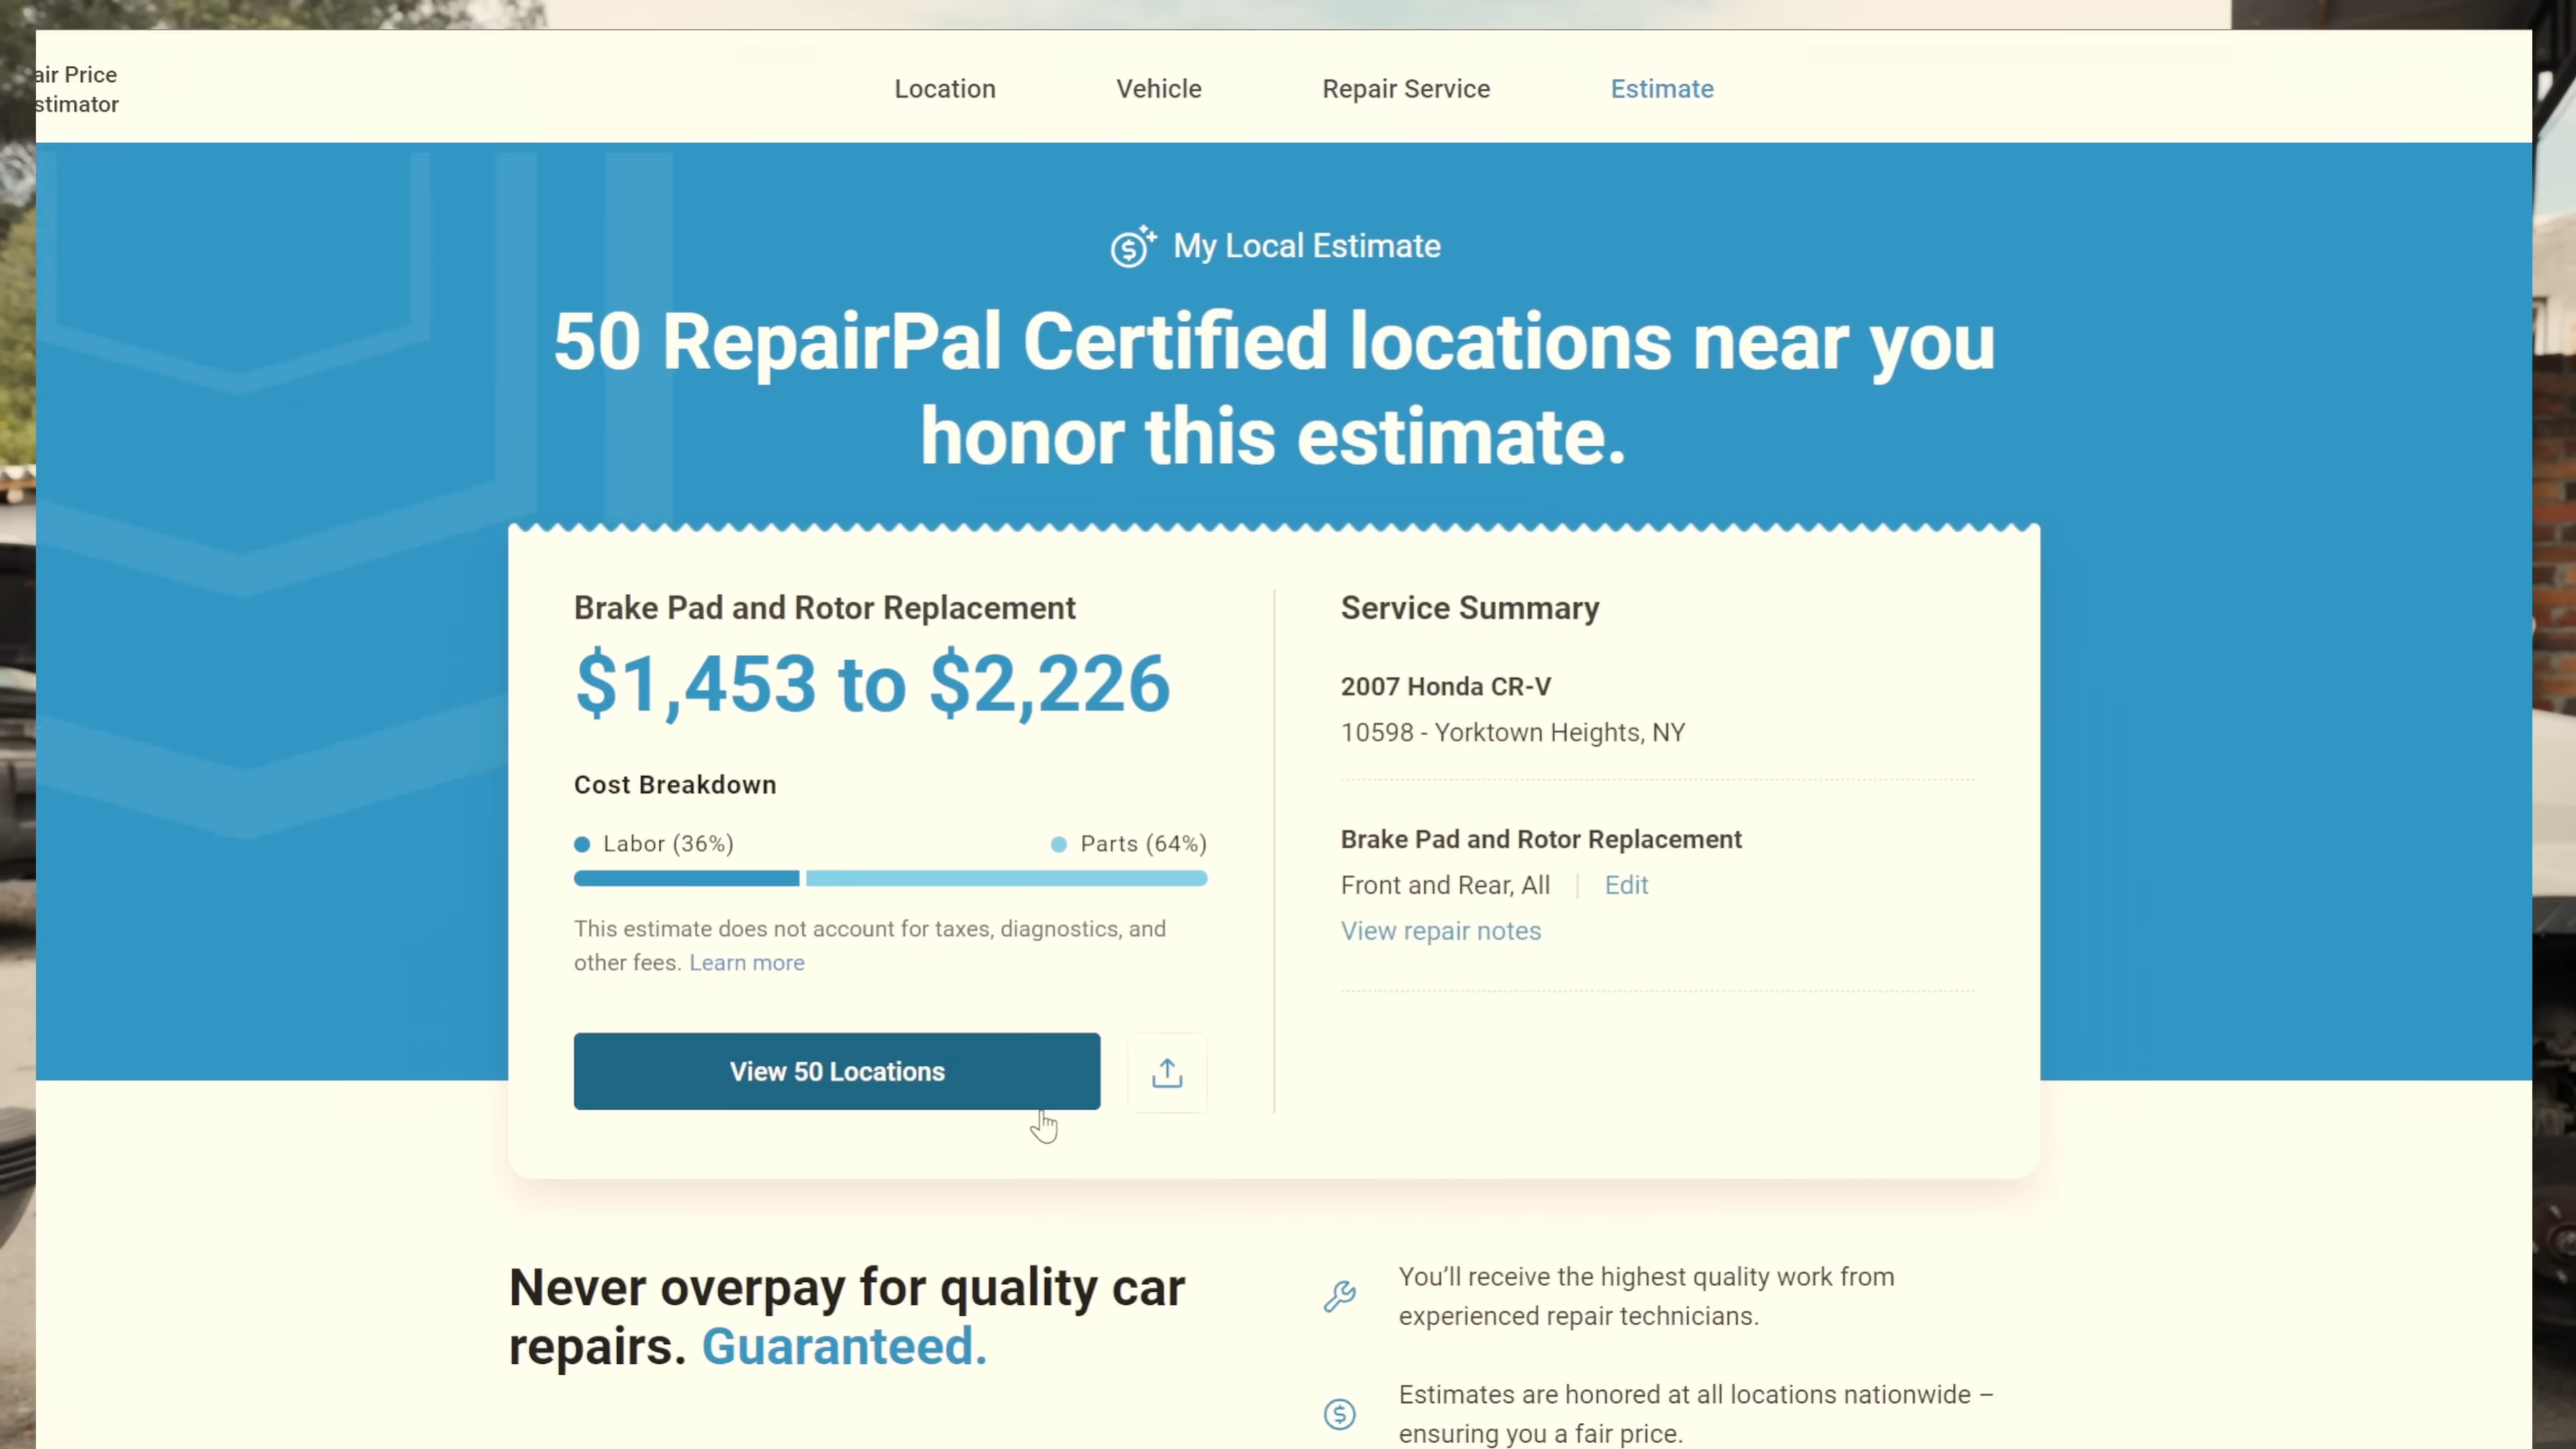 air Price
stimator
Location
Vehicle
Repair Service
Estimate
My Local Estimate
50 RepairPal Certified locations near you
honor this estimate.
Brake Pad and Rotor Replacement
$1,453 to $2,226
Cost Breakdown
Labor (36%)
Parts (64%)
This estimate does not account for taxes, diagnostics, and
other fees. Learn more
View 50 Locations
Service Summary
2007 Honda CR-V
10598 - Yorktown Heights, NY
Brake Pad and Rotor Replacement
Front and Rear, All
Edit
View repair notes
Never overpay for quality car
repairs. Guaranteed.
You’ll receive the highest quality work from
experienced repair technicians.
Estimates are honored at all locations nationwide –
ensuring you a fair price.